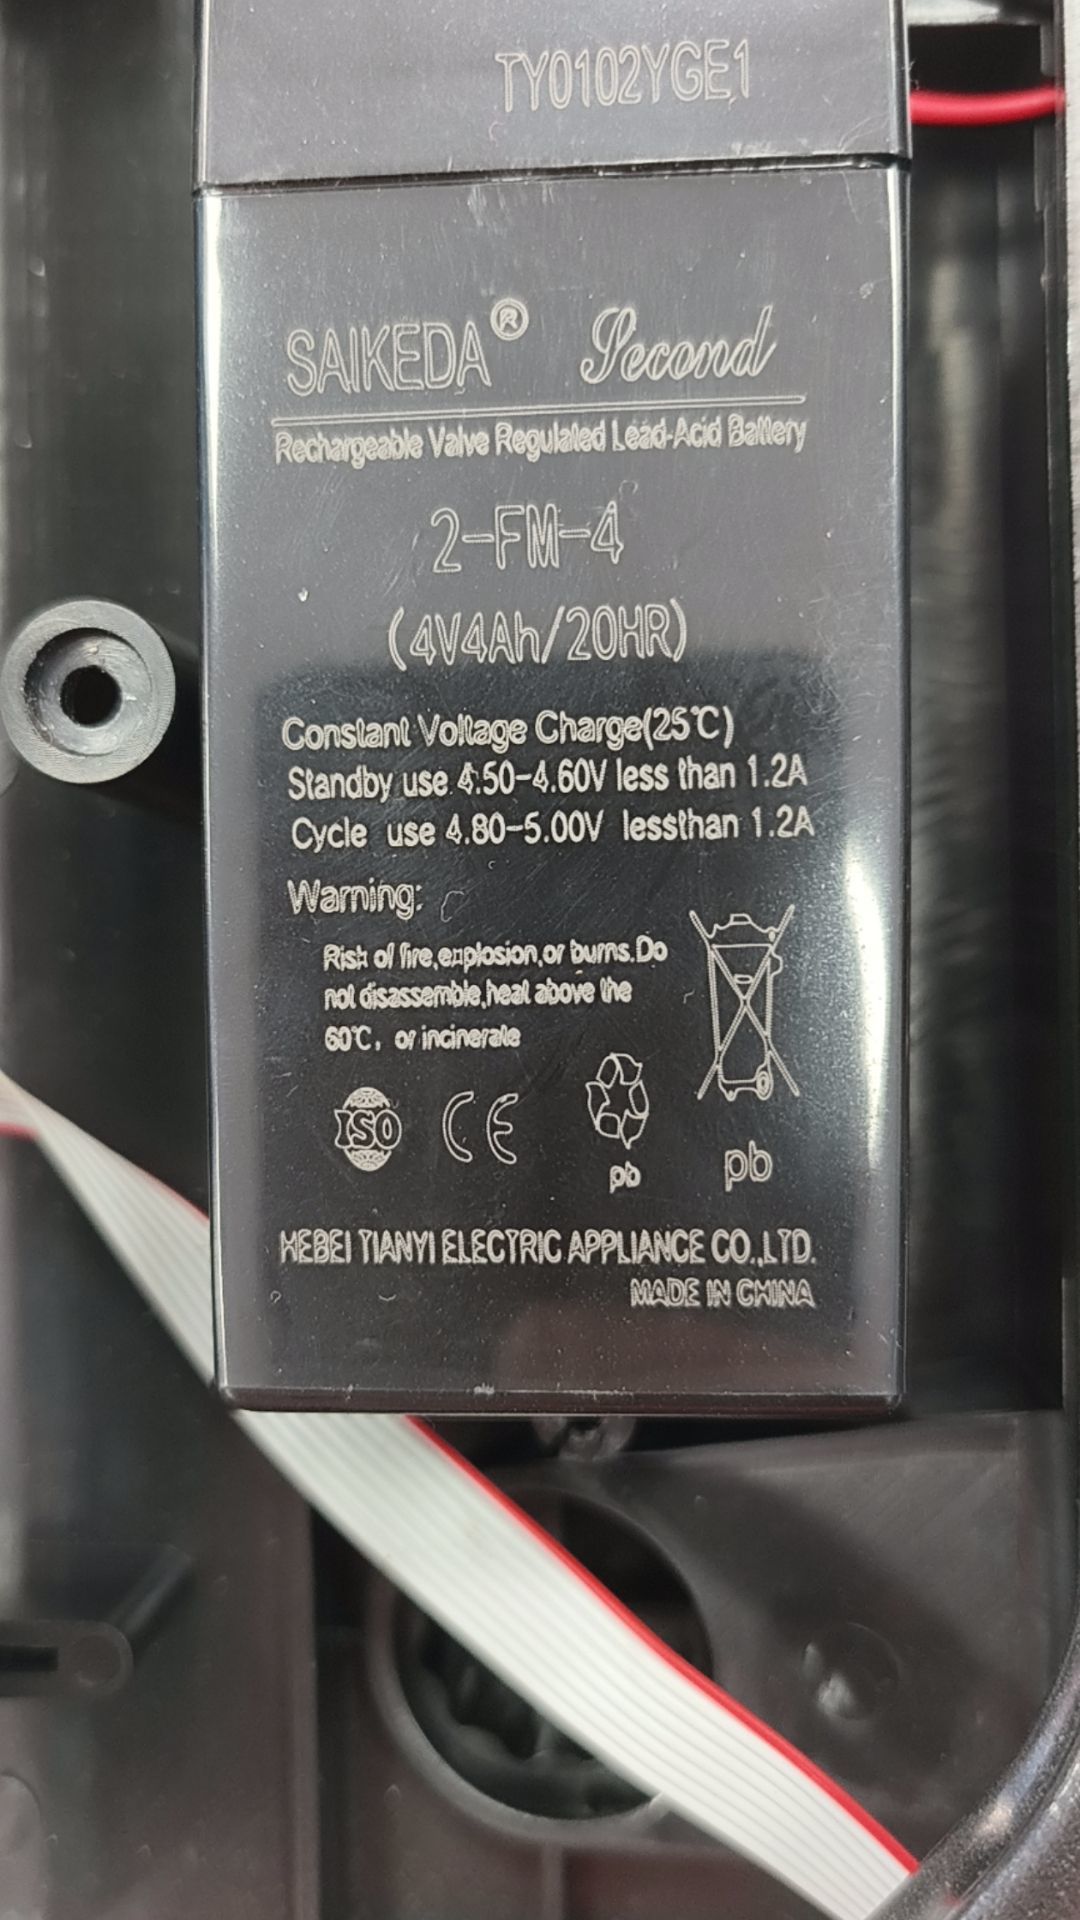 TY0102YGE1
SAIKEDA® Second
Rechargeable Valve Regulated Lead-Acid Battery
2-FM-4
(4V4Ah/20HR)
Constant Voltage Charge(25℃)
Standby use 4.50-4.60V less than 1.2A
Cycle use 4.80-5.00V lessthan 1.2A
Warning:
Risk of fire,explosion,or burns.Do
not disassemble,heat above the
60℃, or incinerate
ISO CE
pb pb
HEBEI TIANYI ELECTRIC APPLIANCE CO.,LTD.
MADE IN CHINA